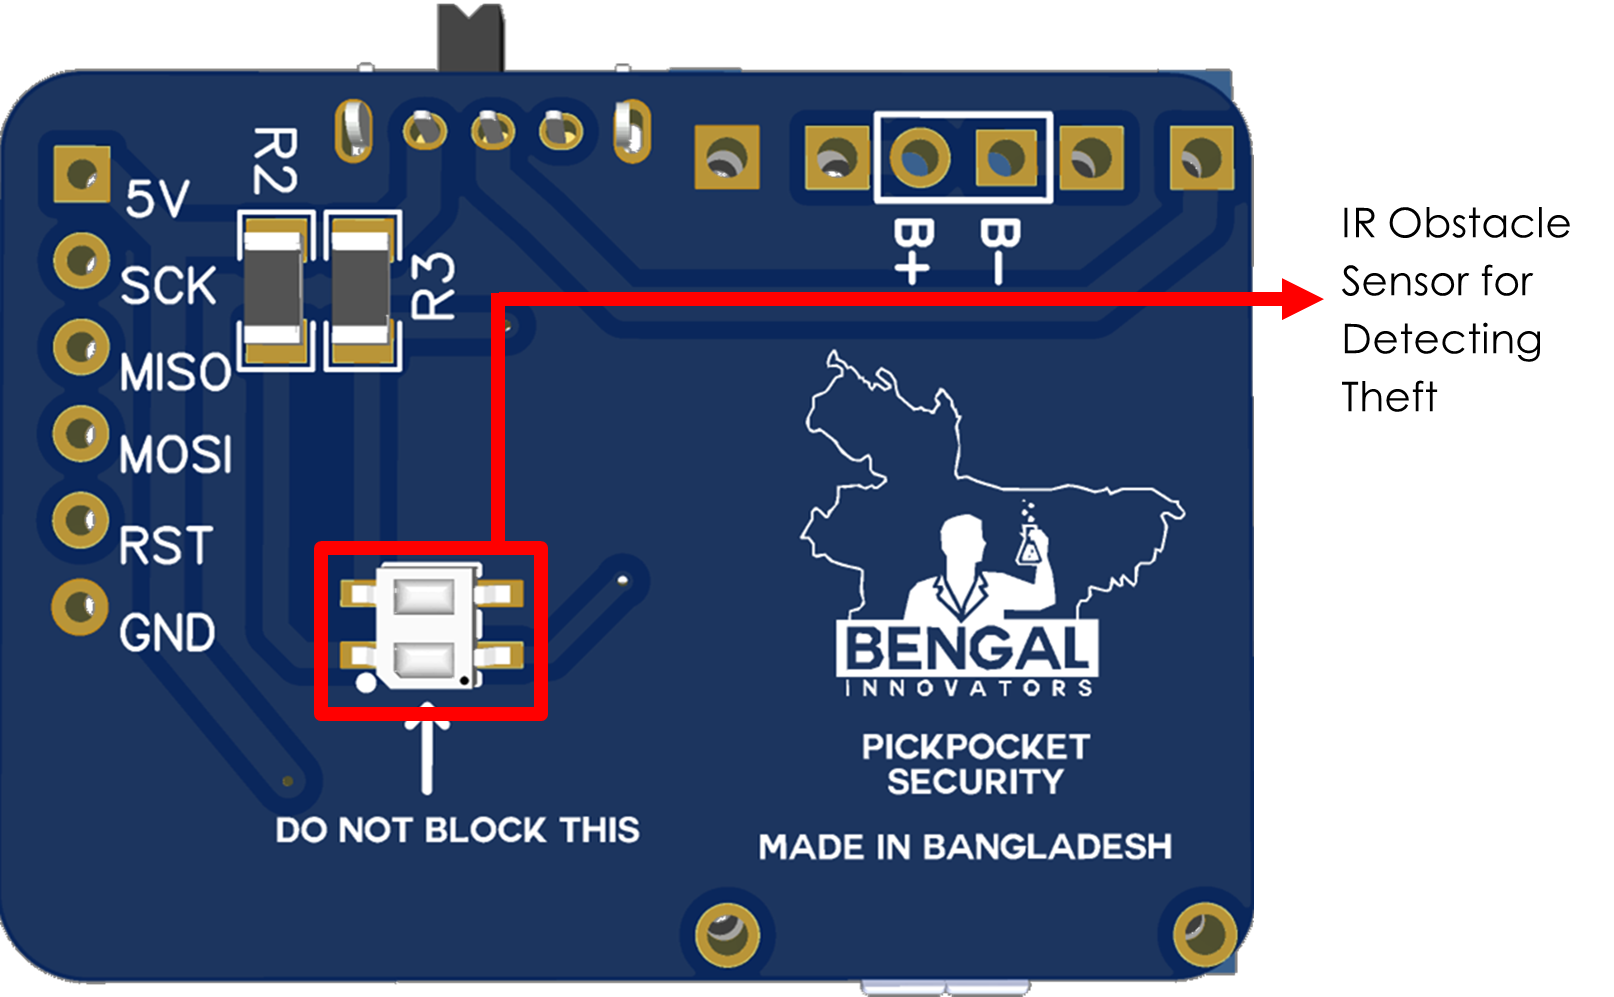 R2
5V
SCK
MISO
MOSI
RST
GND
R3
B+
B-
IR Obstacle
Sensor for
Detecting
Theft
BENGAL
INNOVATORS
PICKPOCKET
SECURITY
MADE IN BANGLADESH
DO NOT BLOCK THIS